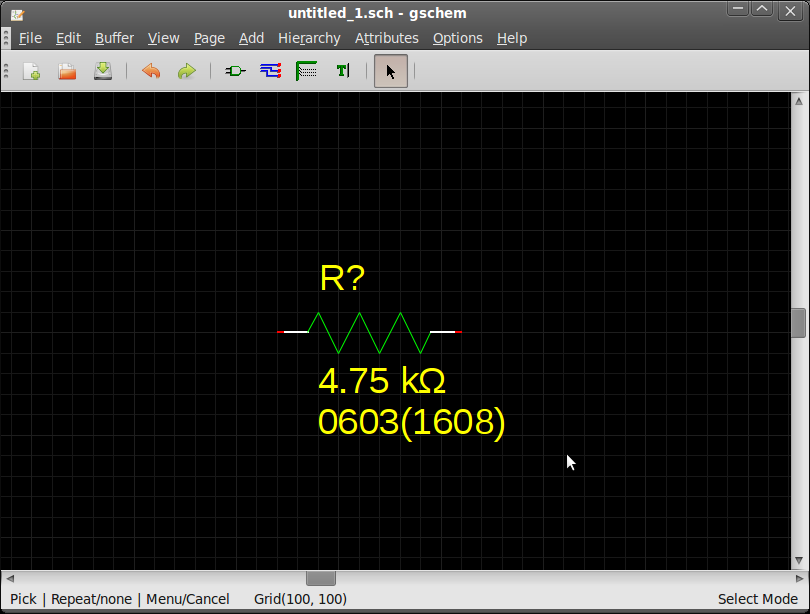 untitled_1.sch - gschem
File Edit Buffer View Page Add Hierarchy Attributes Options Help
T
R?
4.75 kΩ
0603(1608)
Pick | Repeat/none | Menu/Cancel Grid(100, 100) Select Mode